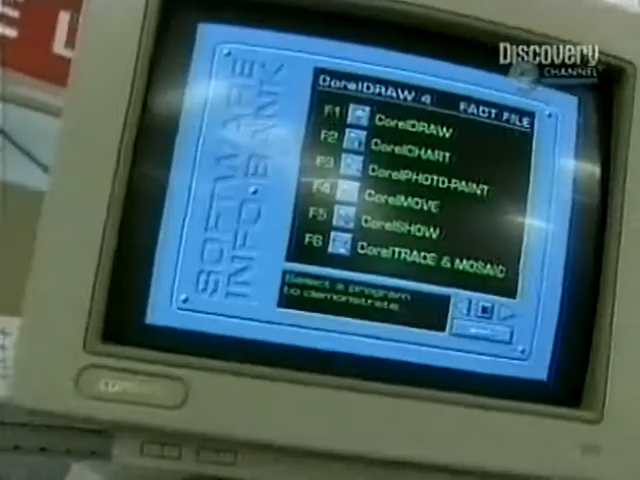 Discovery
CHANNEL
SOFTWARE
INFO-BANK
CorelDRAW 4: FACT FILE
F1 CorelDRAW
F2 CorelCHART
F3 CorelPHOTO-PAINT
F4 CorelMOVE
F5 CorelSHOW
F6 CorelTRADE & MOSAIC
Select a program
to demonstrate